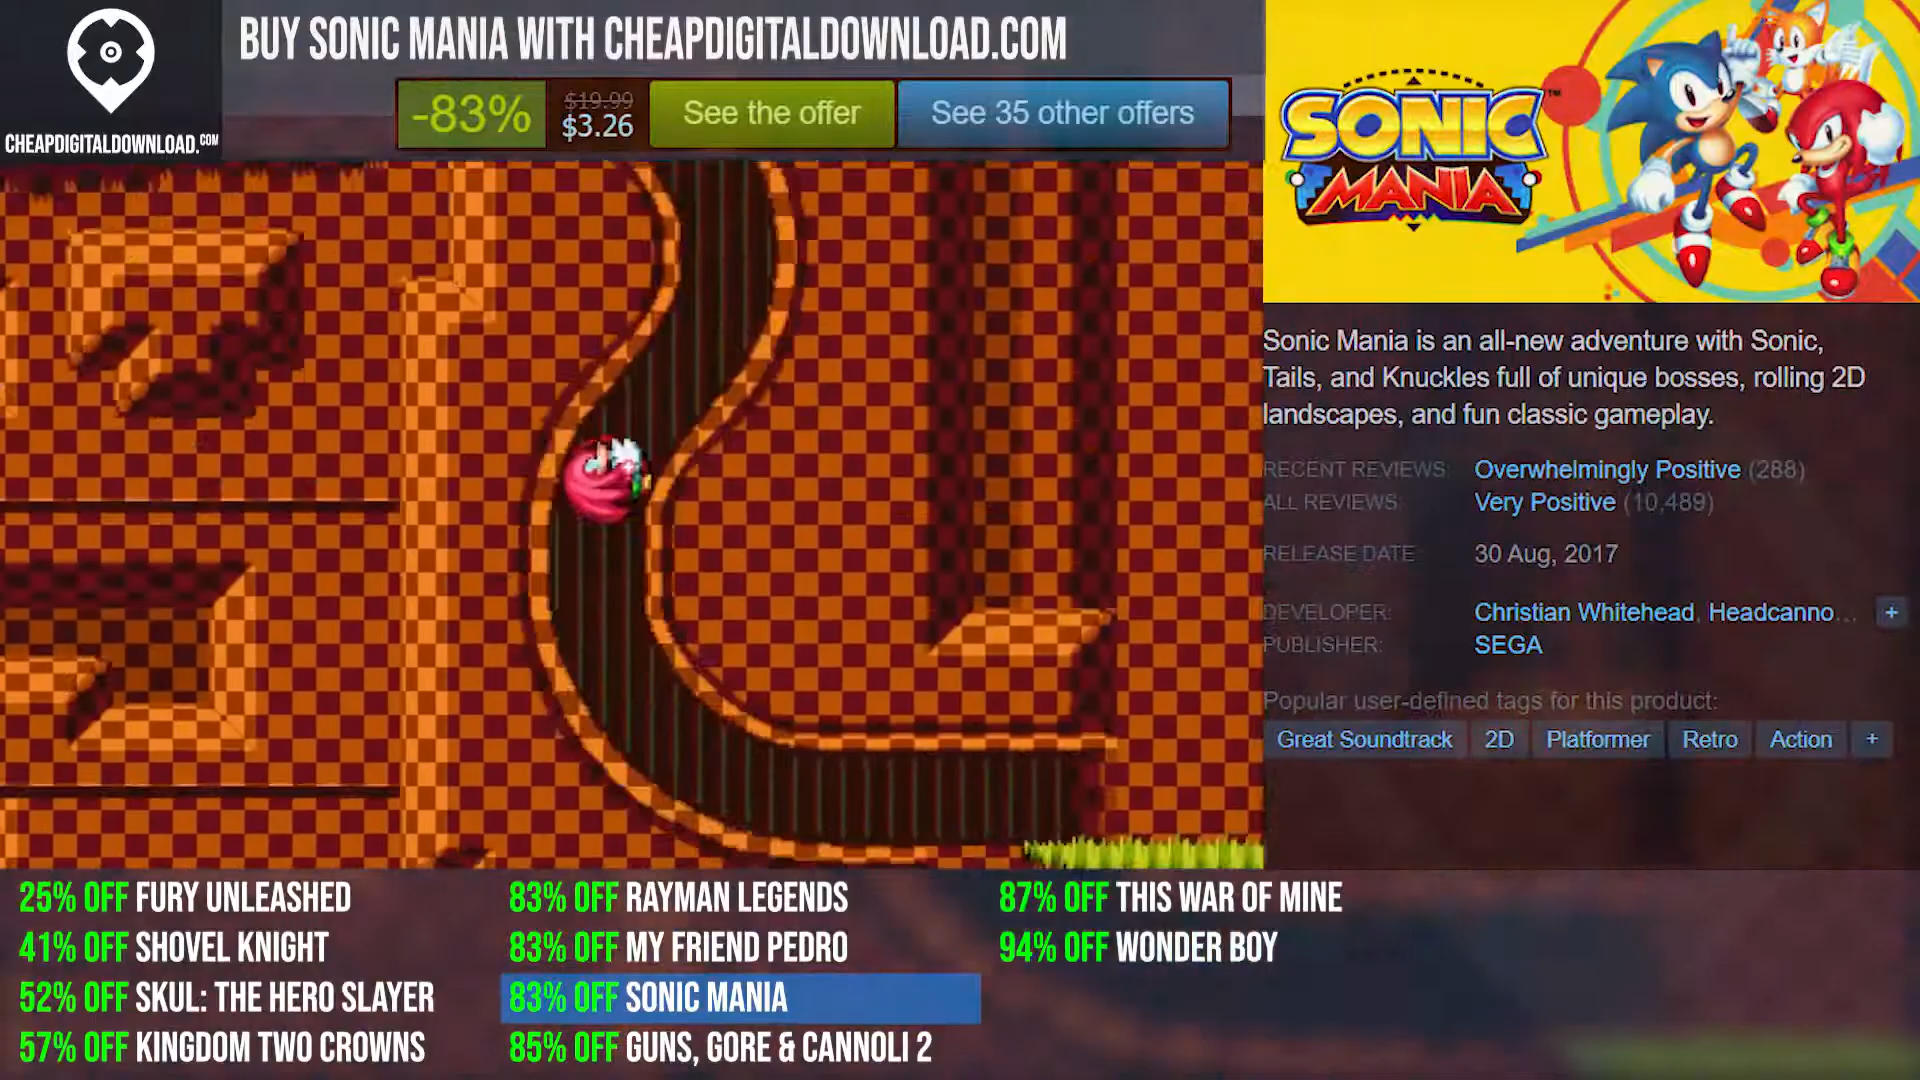 BUY SONIC MANIA WITH CHEAPDIGITALDOWNLOAD.COM
CHEAPDIGITALDOWNLOAD.COM
-83%
$19.99
$3.26
See the offer
See 35 other offers
SONIC
MANIA
TM
Sonic Mania is an all-new adventure with Sonic,
Tails, and Knuckles full of unique bosses, rolling 2D
landscapes, and fun classic gameplay.
RECENT REVIEWS: Overwhelmingly Positive (288)
ALL REVIEWS: Very Positive (10,489)
RELEASE DATE: 30 Aug, 2017
DEVELOPER: Christian Whitehead, Headcanno... +
PUBLISHER: SEGA
Popular user-defined tags for this product:
Great Soundtrack 2D Platformer Retro Action +
25% OFF FURY UNLEASHED
41% OFF SHOVEL KNIGHT
52% OFF SKUL: THE HERO SLAYER
57% OFF KINGDOM TWO CROWNS
83% OFF RAYMAN LEGENDS
83% OFF MY FRIEND PEDRO
83% OFF SONIC MANIA
85% OFF GUNS, GORE & CANNOLI 2
87% OFF THIS WAR OF MINE
94% OFF WONDER BOY